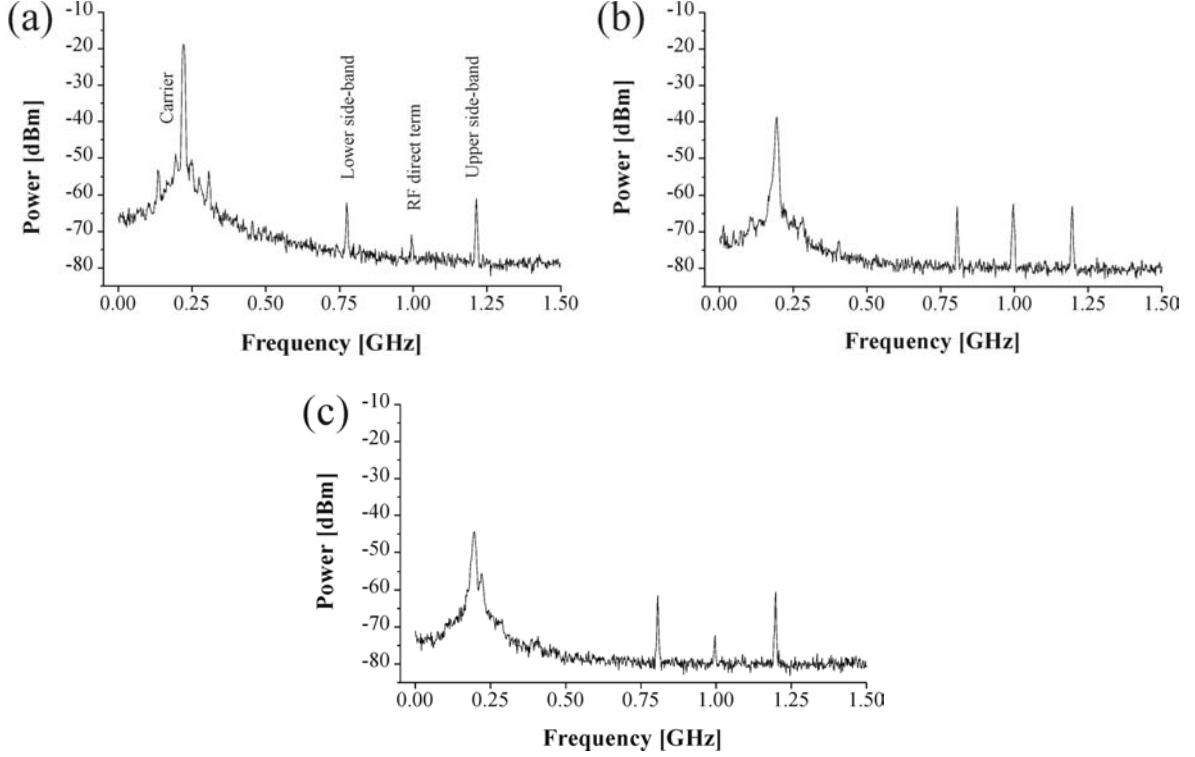 (a)
-10
-20
-30
-40
-50
-60
-70
-80
Power [dBm]
Carrier
Lower side-band
RF direct term
Upper side-band
0.00 0.25 0.50 0.75 1.00 1.25 1.50
Frequency [GHz]
(b)
-10
-20
-30
-40
-50
-60
-70
-80
Power [dBm]
0.00 0.25 0.50 0.75 1.00 1.25 1.50
Frequency [GHz]
(c)
-10
-20
-30
-40
-50
-60
-70
-80
Power [dBm]
0.00 0.25 0.50 0.75 1.00 1.25 1.50
Frequency [GHz]